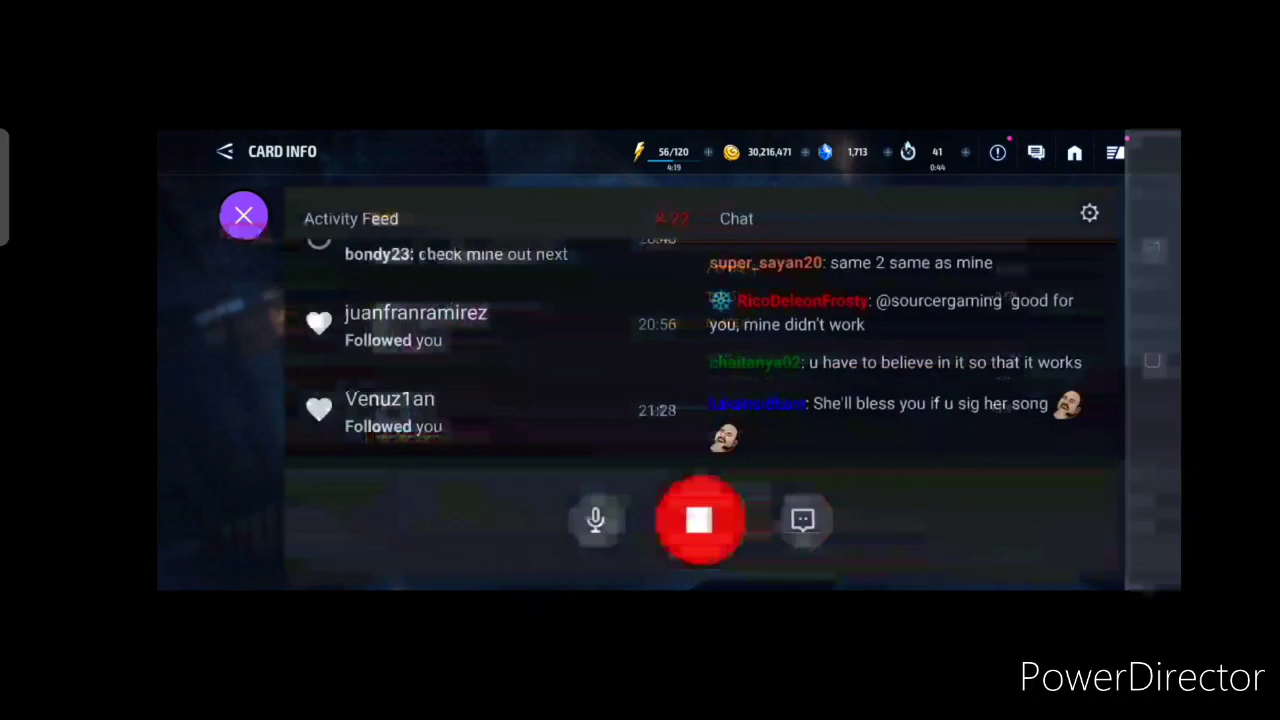 CARD INFO
56/120
30,216,471
1,713
41
4:19
0:44
Activity Feed
22
Chat
bondy23: check mine out next
super_sayan20: same 2 same as mine
juanfranramirez
Followed you
20:56
RicoDeleonFrosty: @sourcergaming good for
you, mine didn't work
chaitanya02: u have to believe in it so that it works
Venuz1an
Followed you
21:28
: She'll bless you if u sig her song
PowerDirector